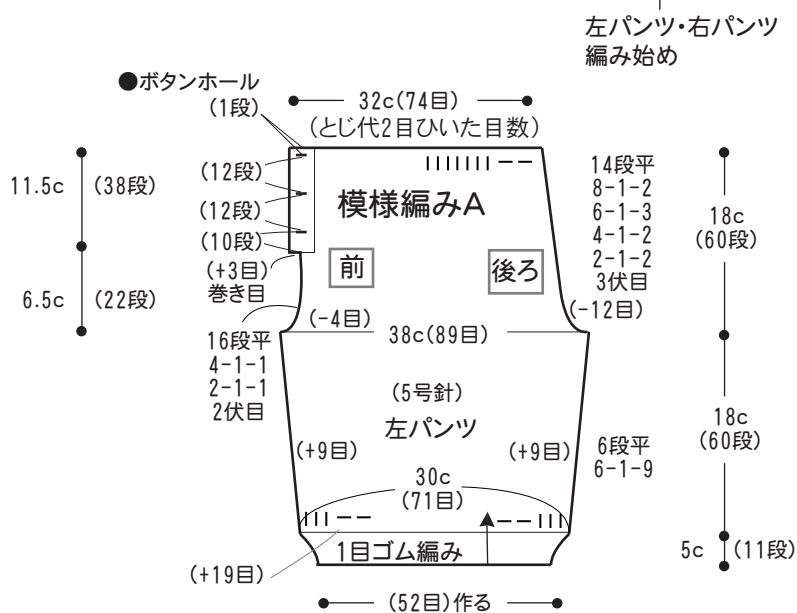 左パンツ・右パンツ
編み始め
●ボタンホール
(1段)
32c(74目)
(とじ代2目ひいた目数)
11.5c (38段)
(12段)
(12段)
(10段)
(+3目)
巻き目
模様編みA
前
後ろ
14段平
8-1-2
6-1-3
4-1-2
2-1-2
3伏目
(-12目)
18c
(60段)
6.5c (22段)
(-4目)
38c(89目)
16段平
4-1-1
2-1-1
2伏目
(5号針)
左パンツ
(+9目)
(+9目)
6段平
6-1-9
18c
(60段)
30c
(71目)
1目ゴム編み
(+19目)
5c (11段)
(52目)作る